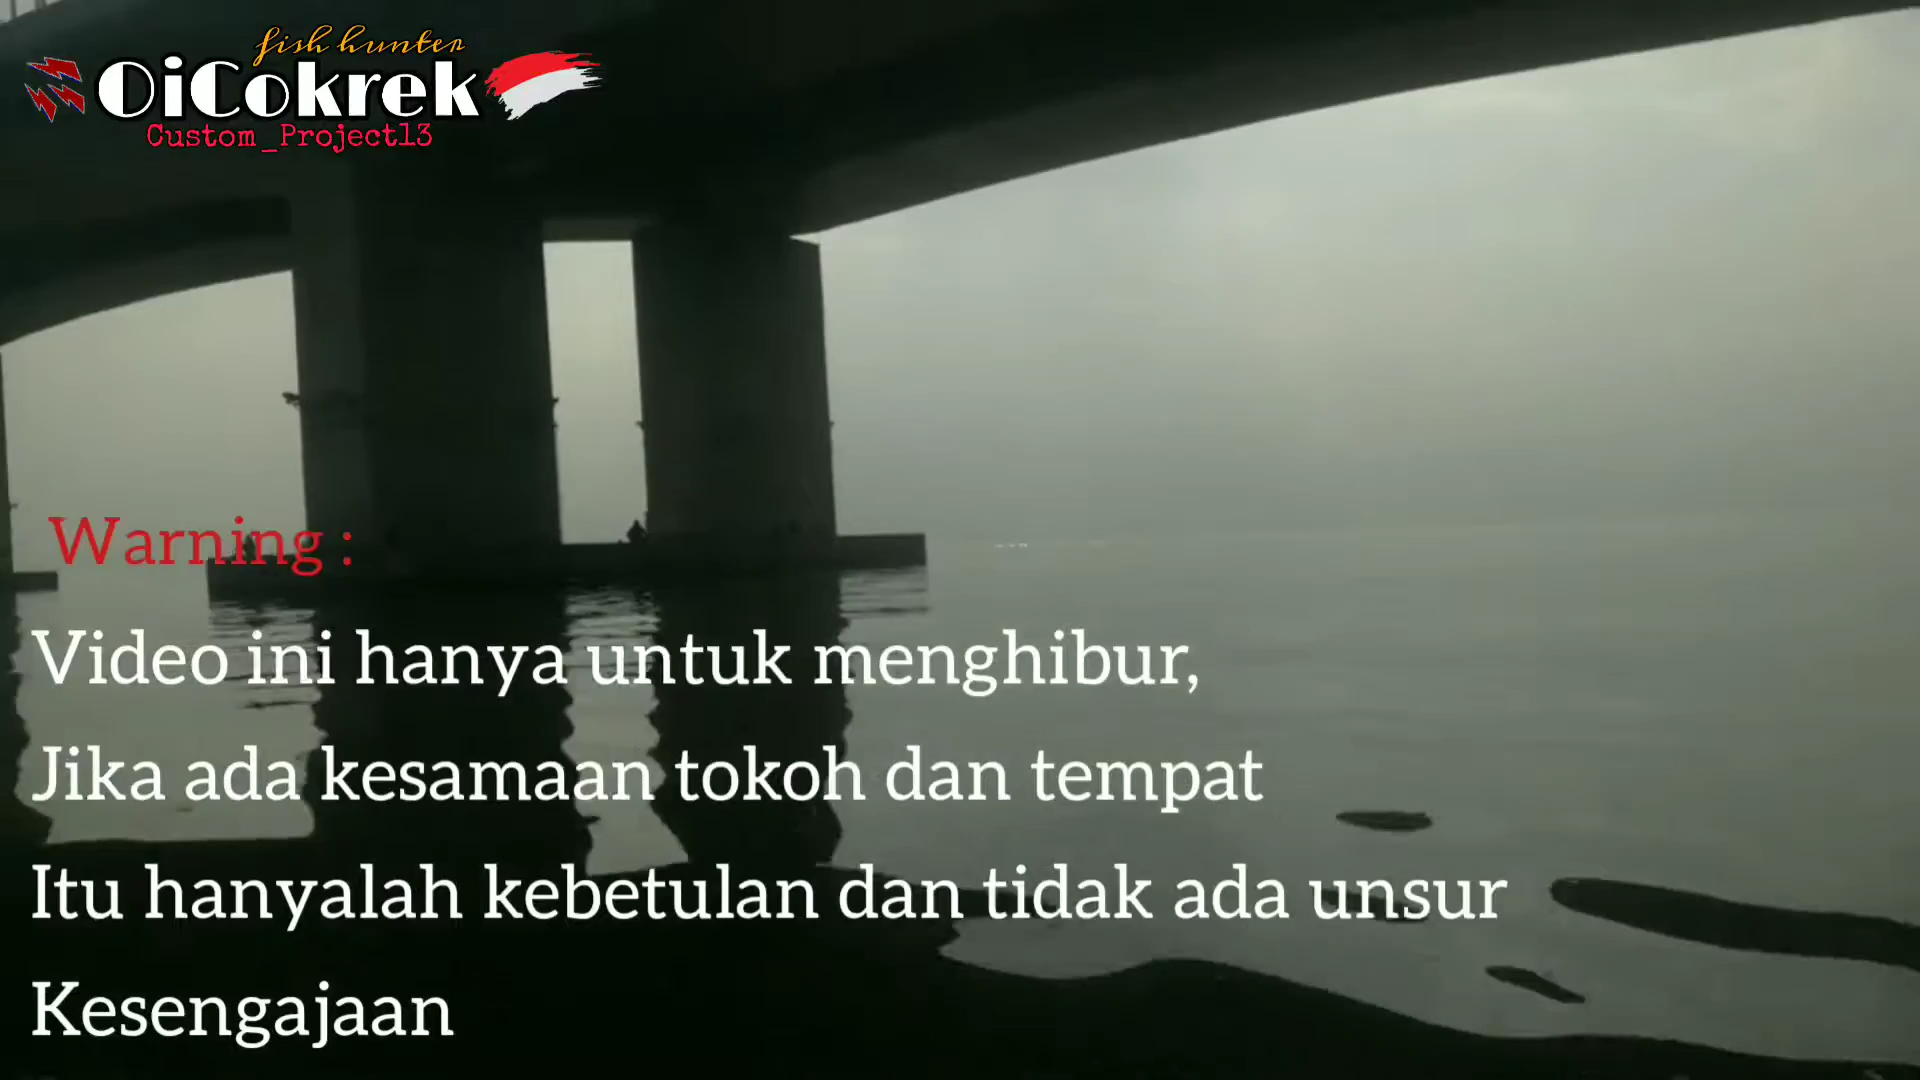 fish hunter
OiCokrek
Custom_Project13
Warning :
Video ini hanya untuk menghibur,
Jika ada kesamaan tokoh dan tempat
Itu hanyalah kebetulan dan tidak ada unsur
Kesengajaan